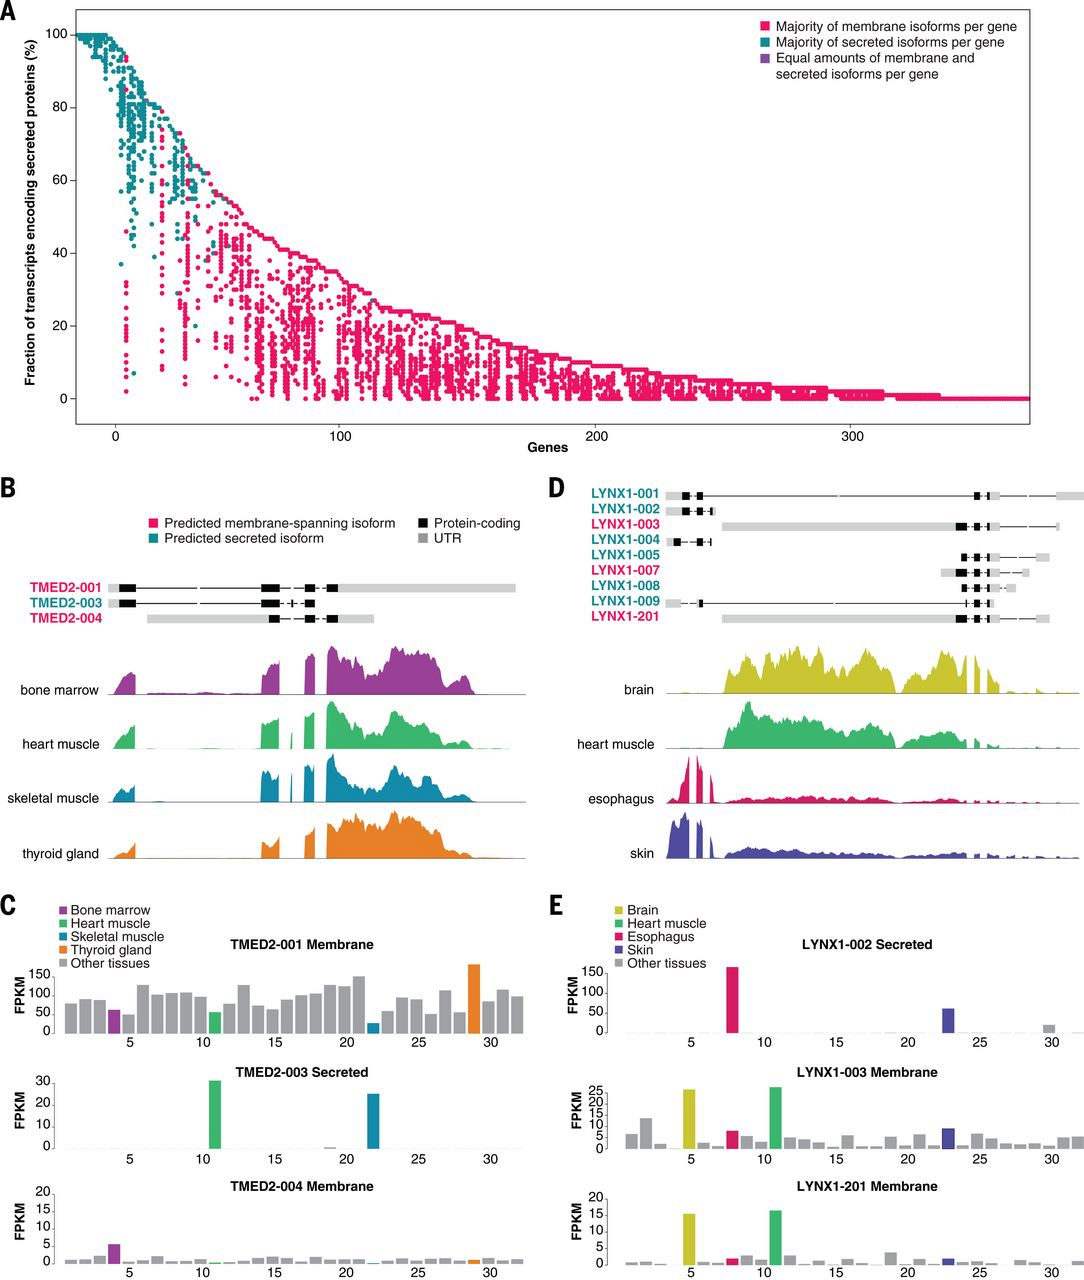 A
Fraction of transcripts encoding secreted proteins (%)
100
80
60
40
20
0
0
100
200
300
Genes
Majority of membrane isoforms per gene
Majority of secreted isoforms per gene
Equal amounts of membrane and
secreted isoforms per gene
B
Predicted membrane-spanning isoform
Predicted secreted isoform
Protein-coding
UTR
TMED2-001
TMED2-003
TMED2-004
bone marrow
heart muscle
skeletal muscle
thyroid gland
D
LYNX1-001
LYNX1-002
LYNX1-003
LYNX1-004
LYNX1-005
LYNX1-007
LYNX1-008
LYNX1-009
LYNX1-201
brain
heart muscle
esophagus
skin
C
Bone marrow
Heart muscle
Skeletal muscle
Thyroid gland
Other tissues
TMED2-001 Membrane
FPKM
150
100
50
0
5 10 15 20 25 30
TMED2-003 Secreted
FPKM
30
20
10
0
5 10 15 20 25 30
TMED2-004 Membrane
FPKM
20
15
10
5
0
5 10 15 20 25 30
E
Brain
Heart muscle
Esophagus
Skin
Other tissues
LYNX1-002 Secreted
FPKM
150
100
50
0
5 10 15 20 25 30
LYNX1-003 Membrane
FPKM
25
20
15
10
5
0
5 10 15 20 25 30
LYNX1-201 Membrane
FPKM
20
15
10
5
0
5 10 15 20 25 30